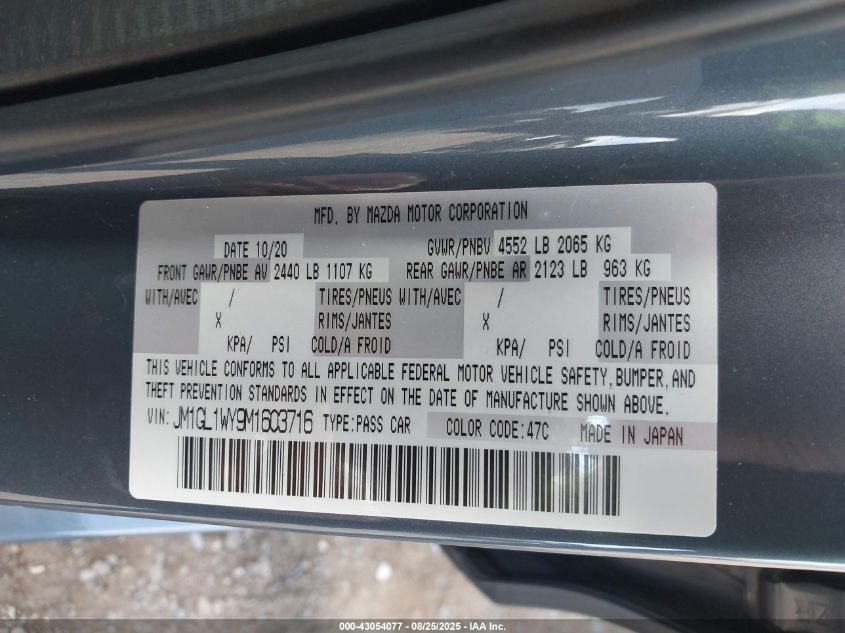 MFD. BY MAZDA MOTOR CORPORATION
DATE 10/20 GVWR/PNBV 4552 LB 2065 KG
FRONT GAWR/PNBE AV 2440 LB 1107 KG REAR GAWR/PNBE AR 2123 LB 963 KG
WITH/AVEC / TIRES/PNEUS WITH/AVEC / TIRES/PNEUS
X RIMS/JANTES X RIMS/JANTES
KPA/ PSI COLD/A FROID KPA/ PSI COLD/A FROID
THIS VEHICLE CONFORMS TO ALL APPLICABLE FEDERAL MOTOR VEHICLE SAFETY, BUMPER, AND
THEFT PREVENTION STANDARDS IN EFFECT ON THE DATE OF MANUFACTURE SHOWN ABOVE.
VIN: JM1GL1WY9M1603716 TYPE:PASS CAR COLOR CODE:47C MADE IN JAPAN
000-43054077 - 08/25/2025 - IAA Inc.